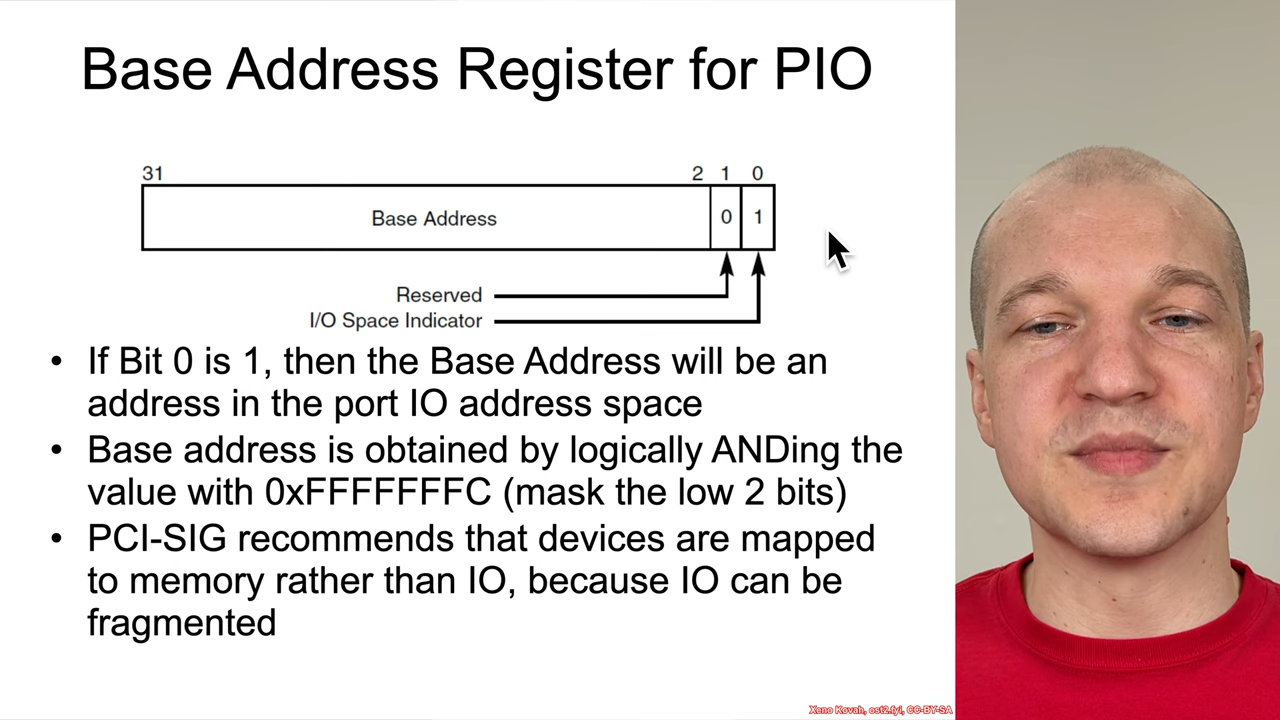 Base Address Register for PIO
31 2 1 0
Base Address 0 1
Reserved
I/O Space Indicator
• If Bit 0 is 1, then the Base Address will be an
address in the port IO address space
• Base address is obtained by logically ANDing the
value with 0xFFFFFFFC (mask the low 2 bits)
• PCI-SIG recommends that devices are mapped
to memory rather than IO, because IO can be
fragmented
Xeno Kovah, ost2.fyi, CC-BY-SA